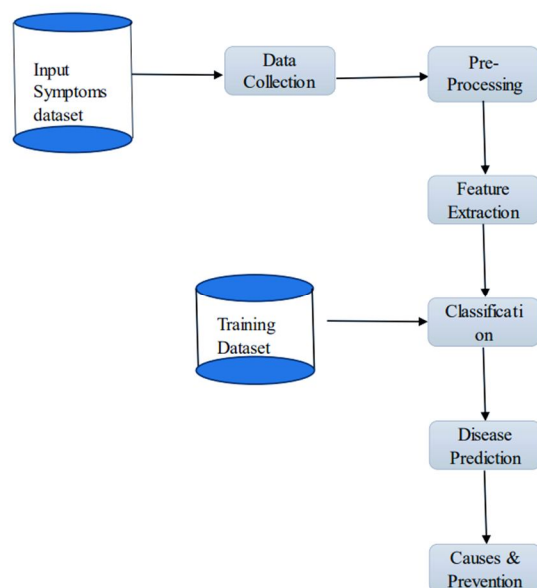 Input
Symptoms
dataset
Data
Collection
Pre-
Processing
Feature
Extraction
Training
Dataset
Classificati
on
Disease
Prediction
Causes &
Prevention